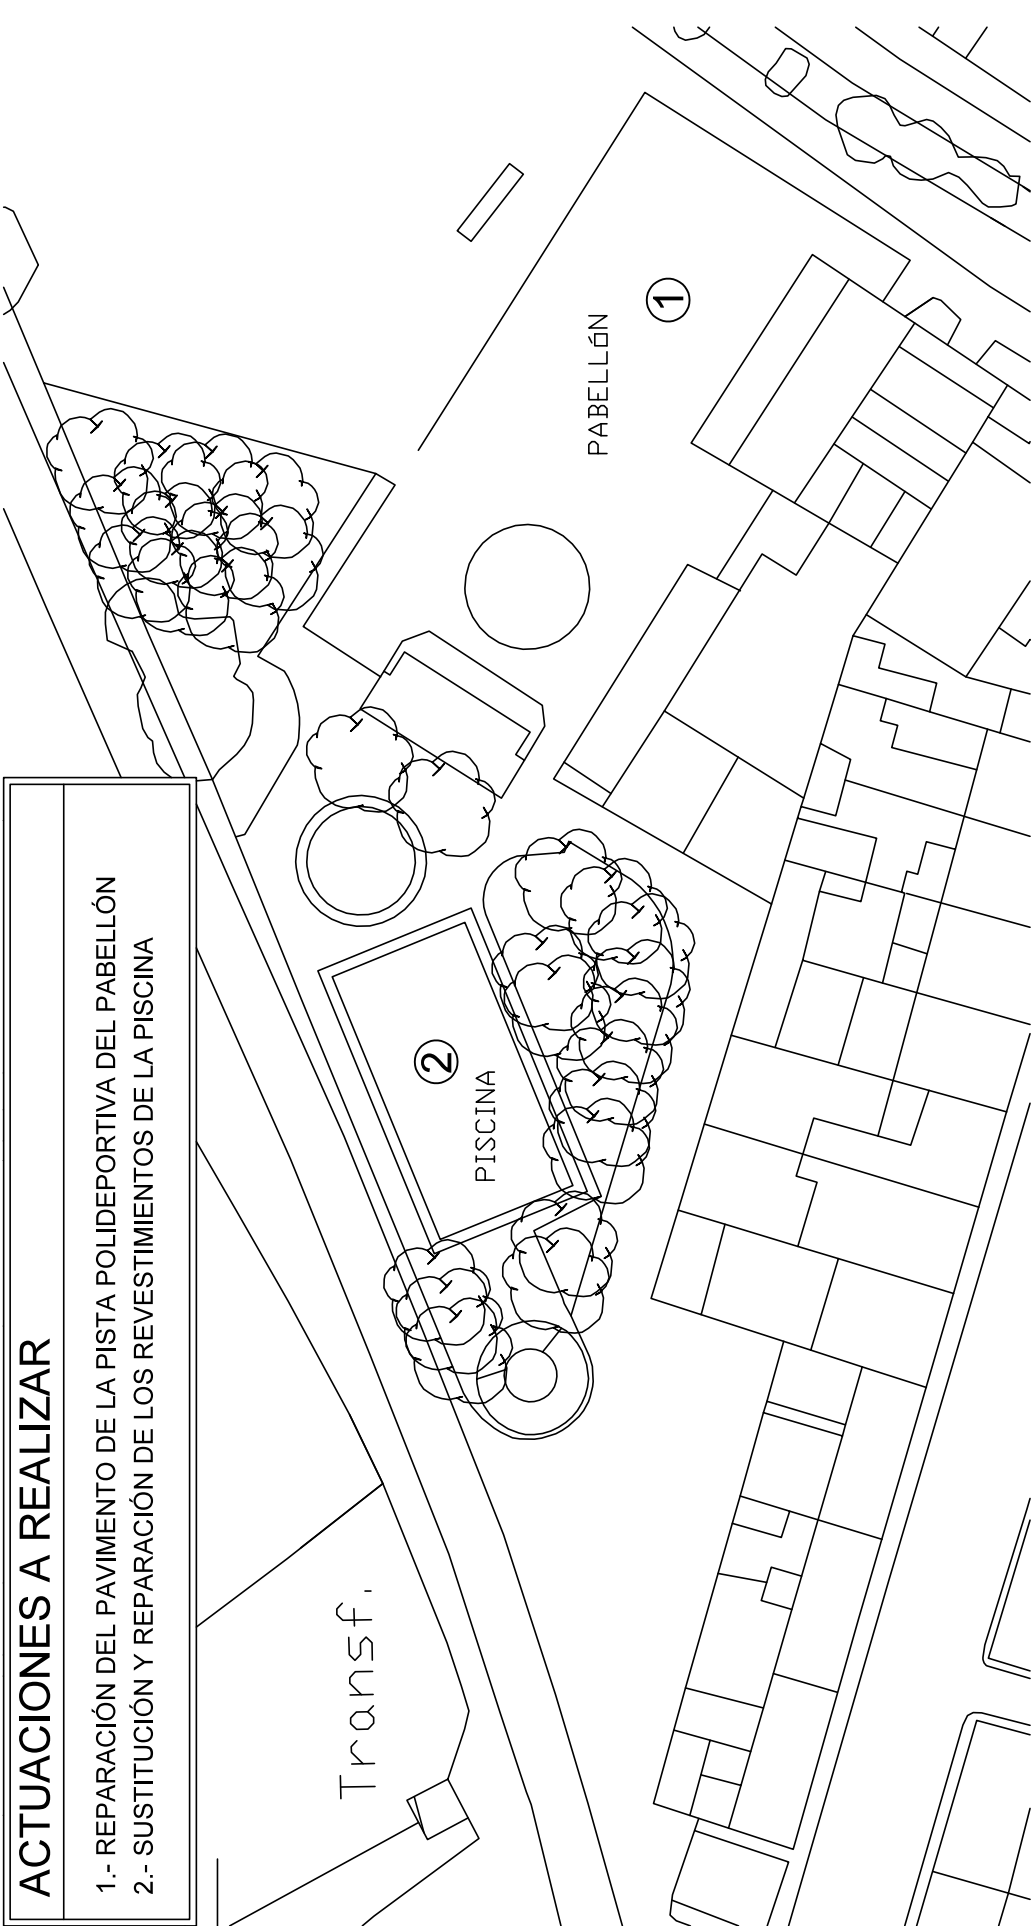 ACTUACIONES A REALIZAR
1.- REPARACIÓN DEL PAVIMENTO DE LA PISTA POLIDEPORTIVA DEL PABELLÓN
2.- SUSTITUCIÓN Y REPARACIÓN DE LOS REVESTIMIENTOS DE LA PISCINA
Transf.
2
PISCINA
PABELLÓN
1